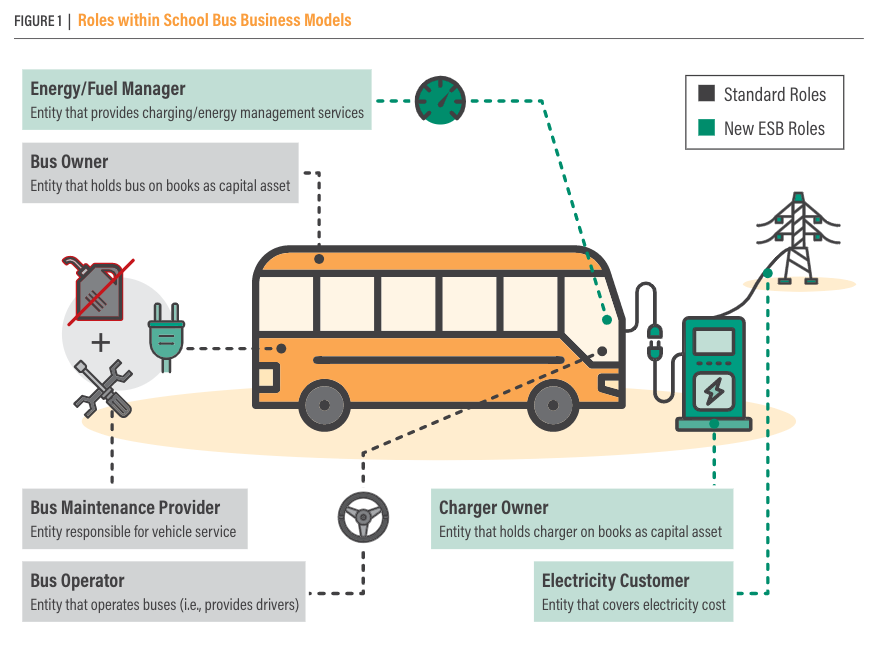 FIGURE 1 | Roles within School Bus Business Models
Energy/Fuel Manager
Entity that provides charging/energy management services
Standard Roles
New ESB Roles
Bus Owner
Entity that holds bus on books as capital asset
Bus Maintenance Provider
Entity responsible for vehicle service
Charger Owner
Entity that holds charger on books as capital asset
Bus Operator
Entity that operates buses (i.e., provides drivers)
Electricity Customer
Entity that covers electricity cost